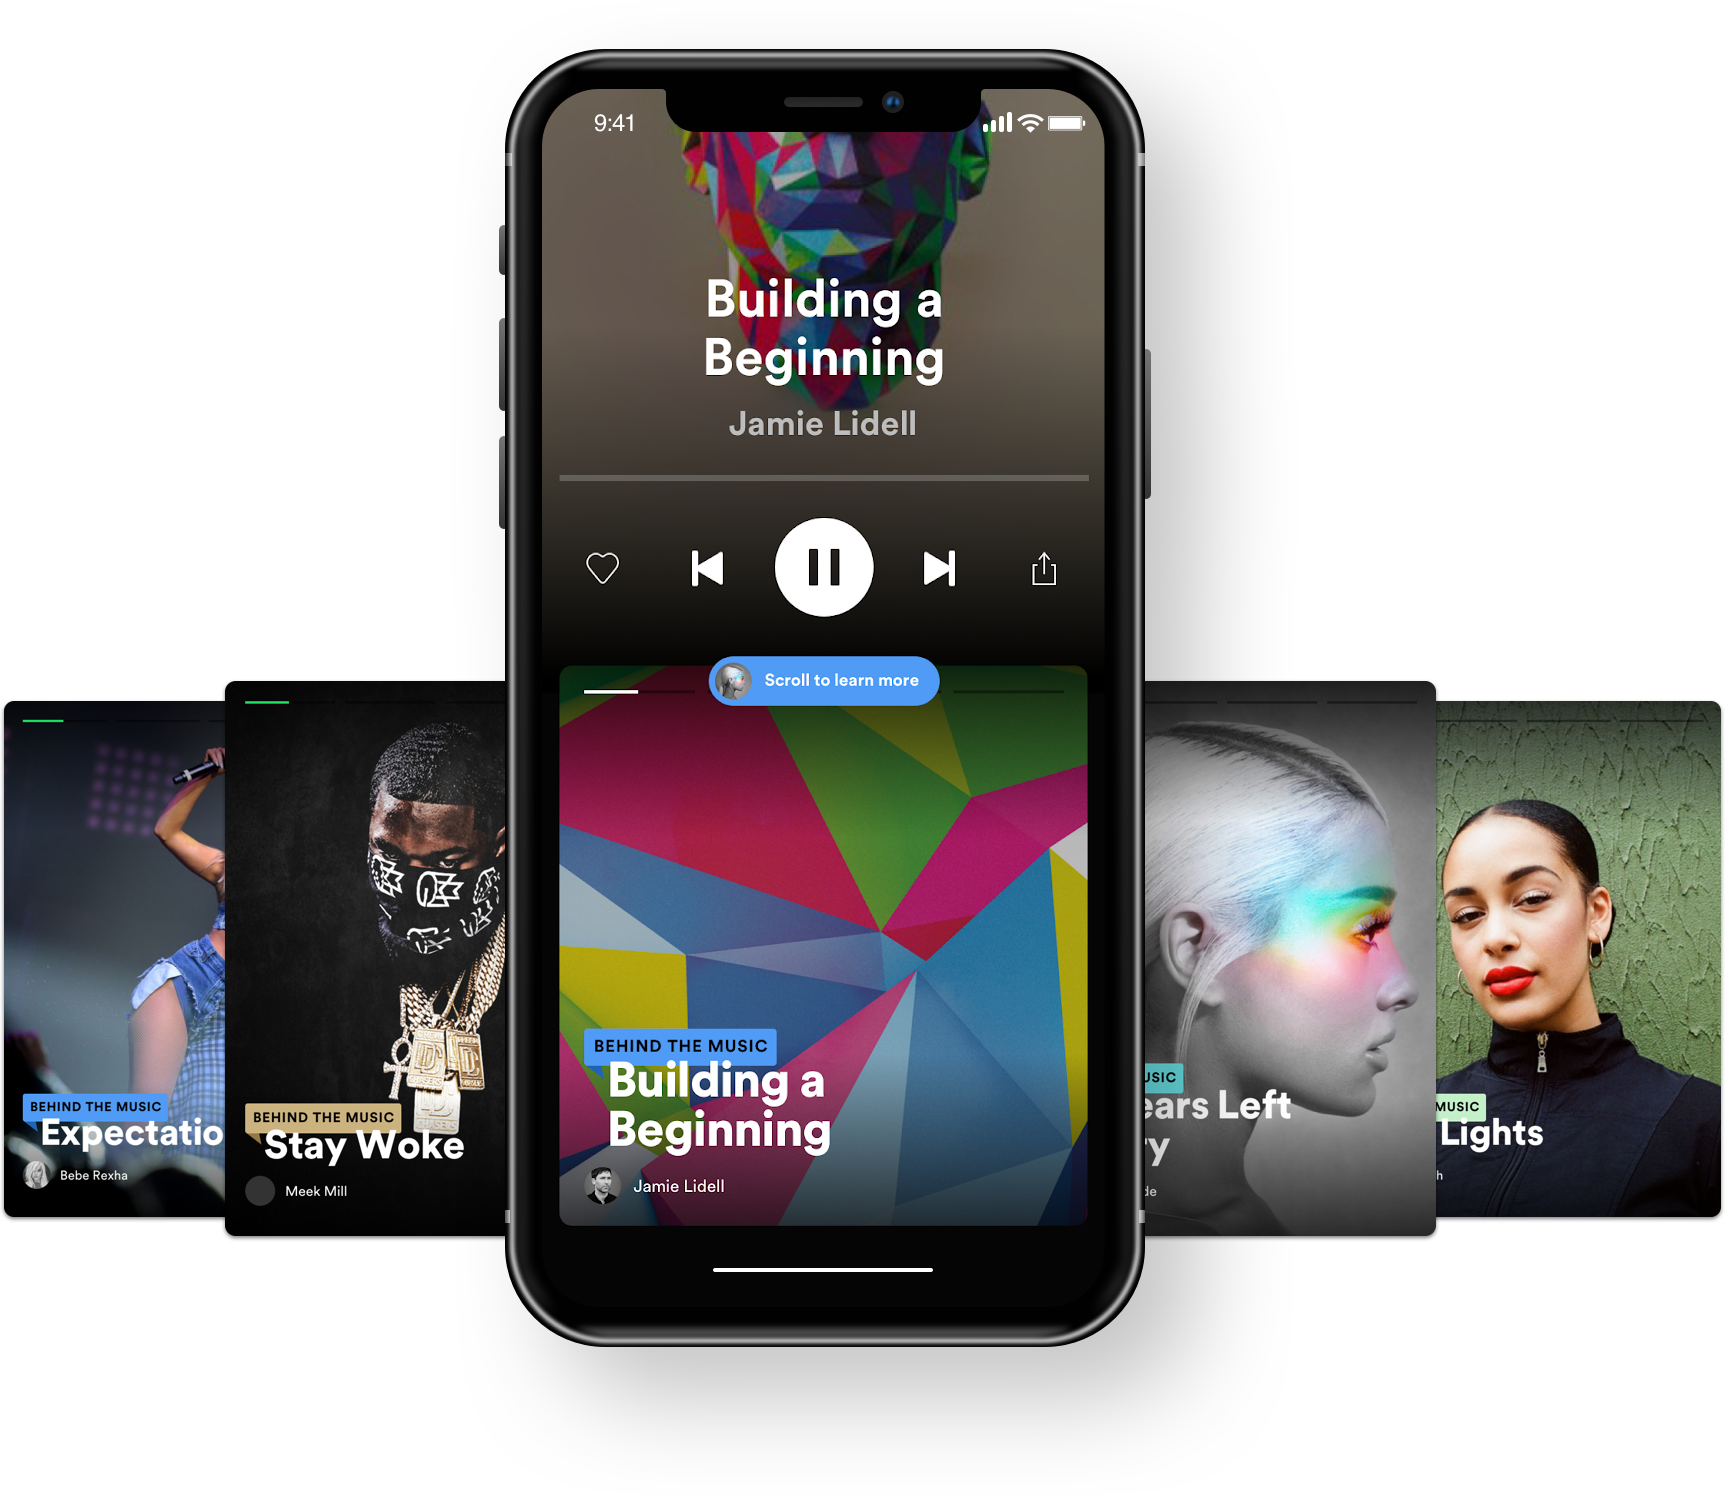 9:41
Building a
Beginning
Jamie Lidell
Scroll to learn more
BEHIND THE MUSIC
Building a
Beginning
Jamie Lidell
BEHIND THE MUSIC
Expectatio
Bebe Rexha
BEHIND THE MUSIC
Stay Woke
Meek Mill
USIC
ears Left
ry
de
MUSIC
Lights
h